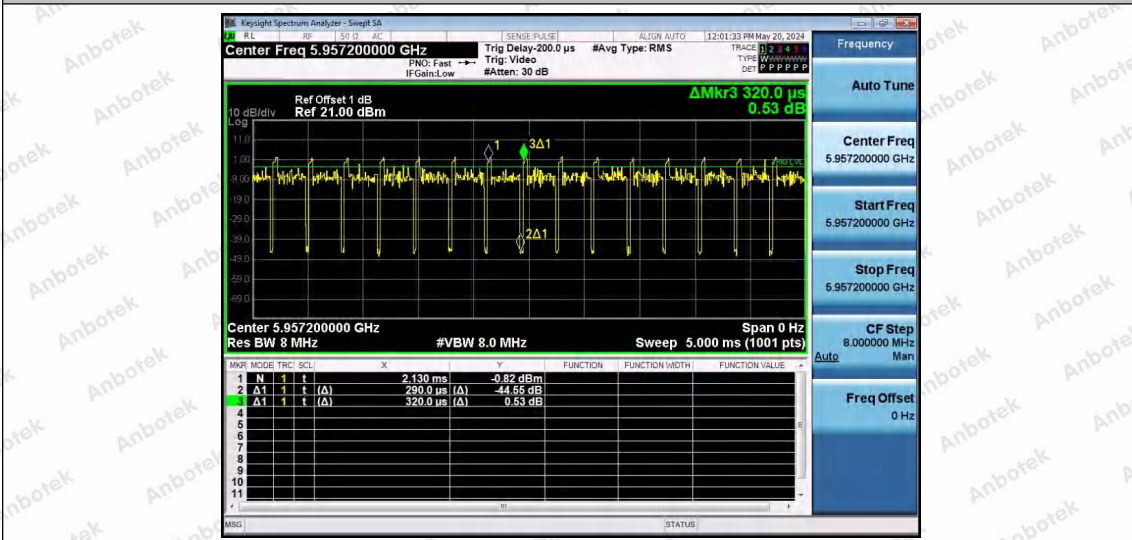 Keysight Spectrum Analyzer - Swept SA
LXI RL RF 50 Ω AC SENSE:PULSE ALIGN AUTO 12:01:33 PM May 20, 2024
Center Freq 5.957200000 GHz
PNO: Fast
IFGain:Low
Trig Delay-200.0 µs
Trig: Video
#Atten: 30 dB
#Avg Type: RMS
TRACE 1 2 3 4 5 6
TYPE W
DET P P P P P P
Frequency
Auto Tune
ΔMkr3 320.0 µs
0.53 dB
Ref Offset 1 dB
10 dB/div Ref 21.00 dBm
Log
11.0
1.00
-9.00
-19.0
-29.0
-39.0
-49.0
-59.0
-69.0
1
3Δ1
2Δ1
TRIG LVL
Center Freq
5.957200000 GHz
Start Freq
5.957200000 GHz
Stop Freq
5.957200000 GHz
Center 5.957200000 GHz Span 0 Hz
Res BW 8 MHz #VBW 8.0 MHz Sweep 5.000 ms (1001 pts)
CF Step
8.000000 MHz
Auto Man
Freq Offset
0 Hz
MKR MODE TRC SCL X Y FUNCTION FUNCTION WIDTH FUNCTION VALUE
1 N 1 t 2.130 ms -0.82 dBm
2 Δ1 1 t (Δ) 290.0 µs (Δ) -44.55 dB
3 Δ1 1 t (Δ) 320.0 µs (Δ) 0.53 dB
4
5
6
7
8
9
10
11
MSG STATUS
Anbotek